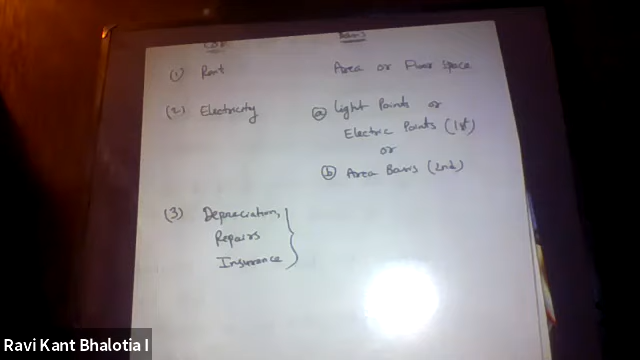 Cost Basis
(1) Rent Area or Floor Space
(2) Electricity (a) Light Points or
Electric Points (1st)
or
(b) Area Basis (2nd)
(3) Depreciation,
Repairs
Insurance
Ravi Kant Bhalotia I